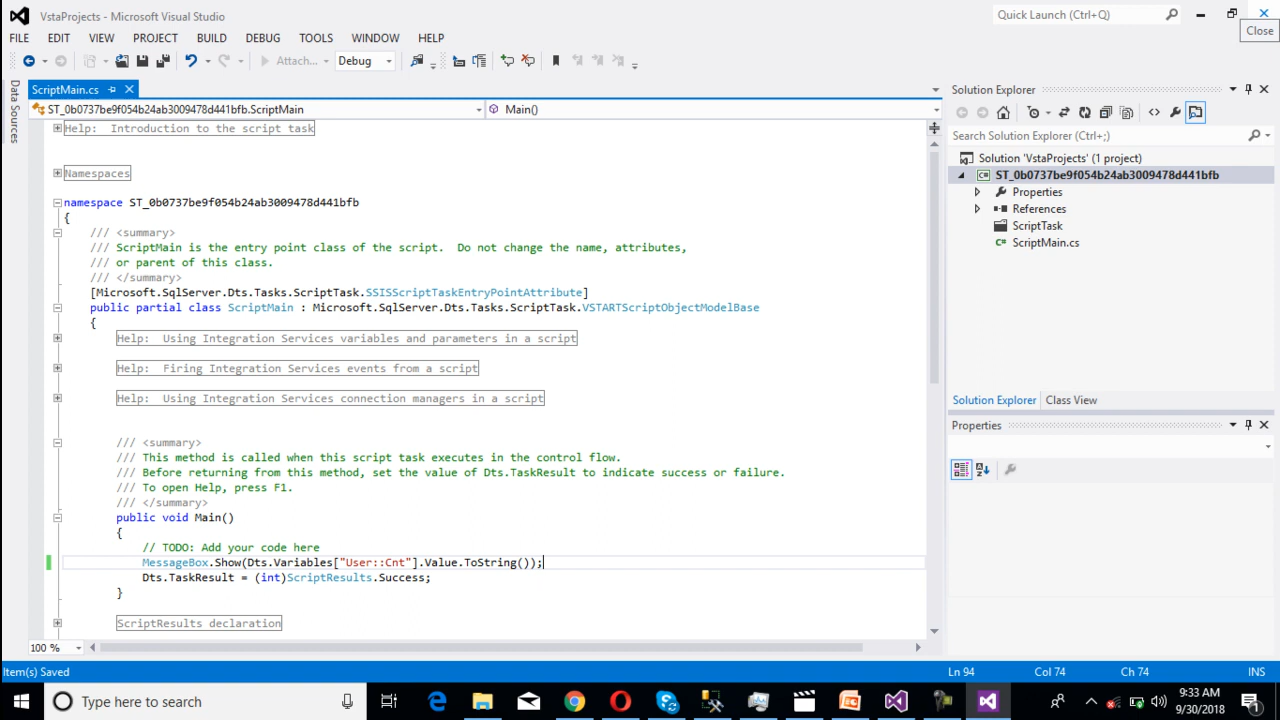 VstaProjects - Microsoft Visual Studio
Quick Launch (Ctrl+Q)
Close
FILE EDIT VIEW PROJECT BUILD DEBUG TOOLS WINDOW HELP
Attach... Debug
Data Sources
ScriptMain.cs
ST_0b0737be9f054b24ab3009478d441bfb.ScriptMain
Main()
Help: Introduction to the script task
Namespaces
namespace ST_0b0737be9f054b24ab3009478d441bfb
{
/// <summary>
/// ScriptMain is the entry point class of the script.  Do not change the name, attributes,
/// or parent of this class.
/// </summary>
[Microsoft.SqlServer.Dts.Tasks.ScriptTask.SSISScriptTaskEntryPointAttribute]
public partial class ScriptMain : Microsoft.SqlServer.Dts.Tasks.ScriptTask.VSTARTScriptObjectModelBase
{
Help:  Using Integration Services variables and parameters in a script
Help:  Firing Integration Services events from a script
Help:  Using Integration Services connection managers in a script
/// <summary>
/// This method is called when this script task executes in the control flow.
/// Before returning from this method, set the value of Dts.TaskResult to indicate success or failure.
/// To open Help, press F1.
/// </summary>
public void Main()
{
// TODO: Add your code here
MessageBox.Show(Dts.Variables["User::Cnt"].Value.ToString());
Dts.TaskResult = (int)ScriptResults.Success;
}
ScriptResults declaration
100 %
Solution Explorer
Search Solution Explorer (Ctrl+;)
Solution 'VstaProjects' (1 project)
ST_0b0737be9f054b24ab3009478d441bfb
Properties
References
ScriptTask
ScriptMain.cs
Solution Explorer Class View
Properties
Item(s) Saved
Ln 94 Col 74 Ch 74 INS
Type here to search
9:33 AM
9/30/2018
1